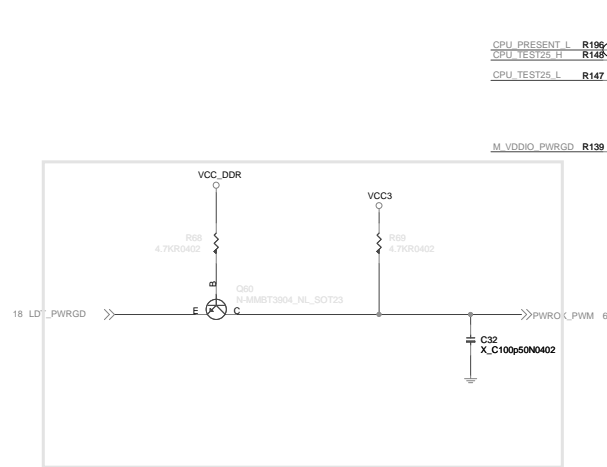 CPU_PRESENT_L R196
CPU_TEST25_H R148
CPU_TEST25_L R147
M_VDDIO_PWRGD R139
VCC_DDR
VCC3
R68
4.7KR0402
R69
4.7KR0402
B
Q60
N-MMBT3904_NL_SOT23
18 LDT_PWRGD
E
C
PWROK_PWM 6
C32
X_C100p50N0402